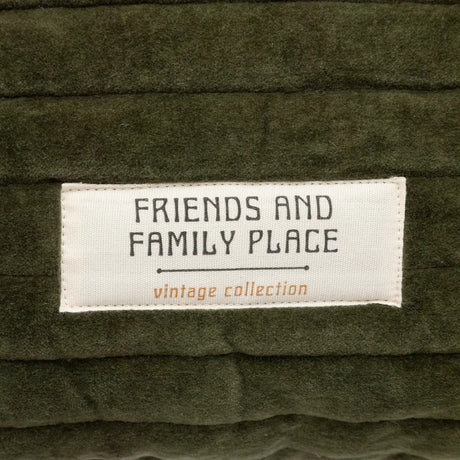 FRIENDS AND
FAMILY PLACE
vintage collection